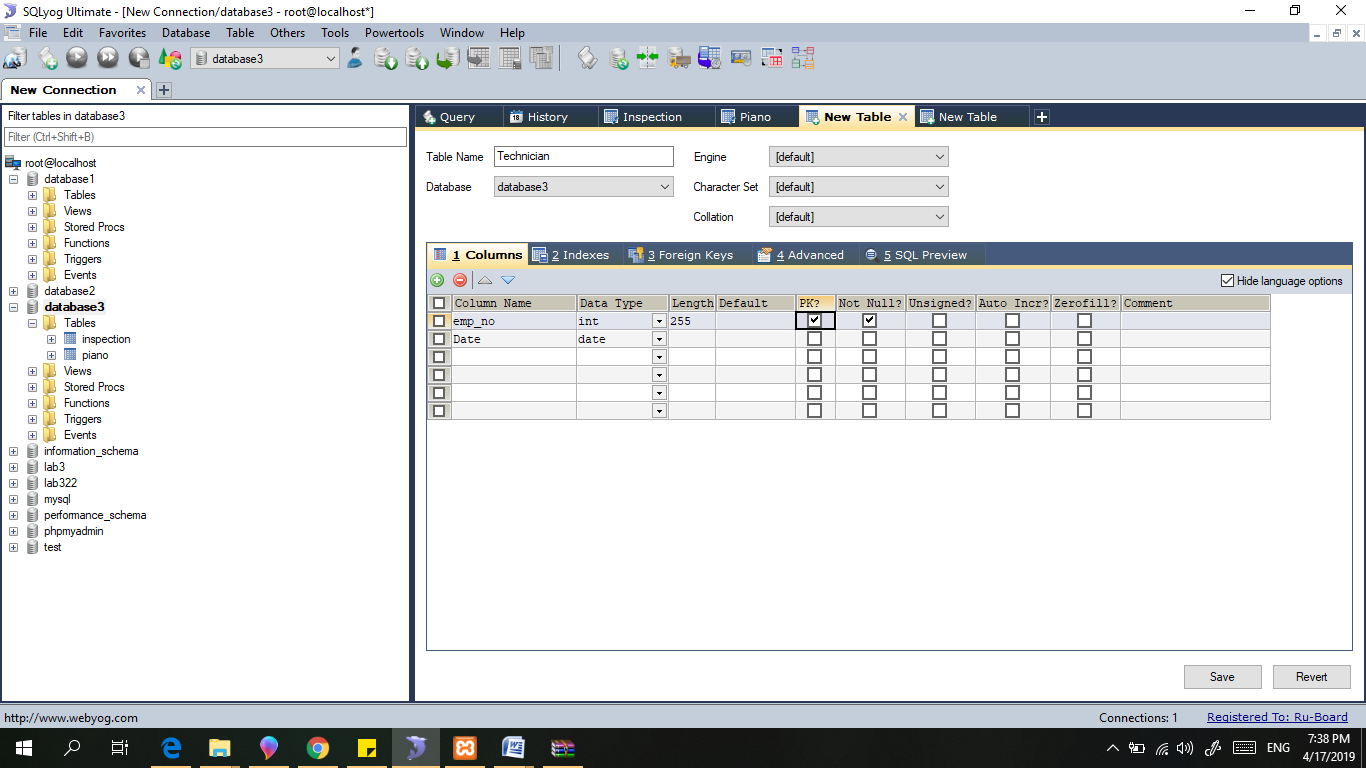 SQLyog Ultimate - [New Connection/database3 - root@localhost*]
File Edit Favorites Database Table Others Tools Powertools Window Help
database3
New Connection
Filter tables in database3
Filter (Ctrl+Shift+B)
root@localhost
database1
Tables
Views
Stored Procs
Functions
Triggers
Events
database2
database3
Tables
inspection
piano
Views
Stored Procs
Functions
Triggers
Events
information_schema
lab3
lab322
mysql
performance_schema
phpmyadmin
test
Query History Inspection Piano New Table New Table
Table Name Technician Engine [default]
Database database3 Character Set [default]
Collation [default]
1 Columns 2 Indexes 3 Foreign Keys 4 Advanced 5 SQL Preview
Hide language options
Column Name Data Type Length Default PK? Not Null? Unsigned? Auto Incr? Zerofill? Comment
emp_no int 255
Date date
Save Revert
http://www.webyog.com Connections: 1 Registered To: Ru-Board
ENG 7:38 PM
4/17/2019